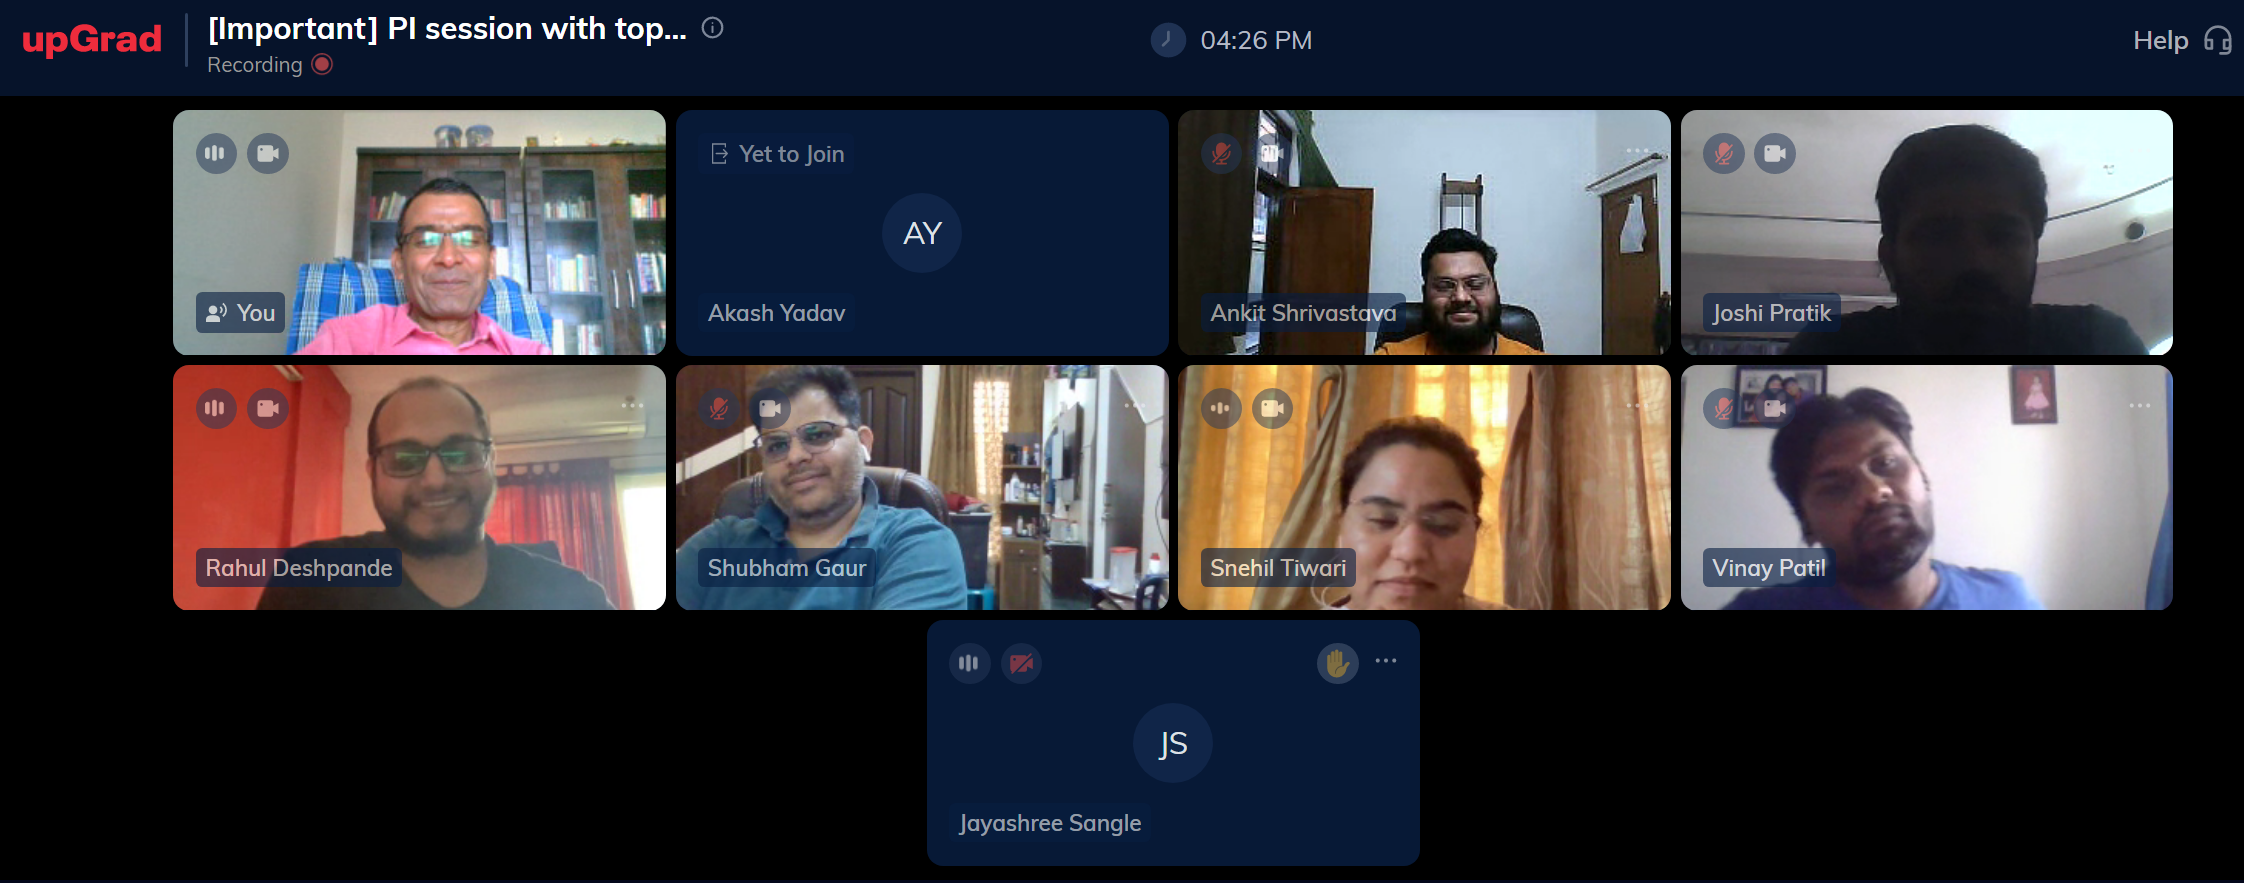 upGrad
[Important] PI session with top...
Recording
04:26 PM
Help
You
Yet to Join
AY
Akash Yadav
Ankit Shrivastava
Joshi Pratik
Rahul Deshpande
Shubham Gaur
Snehil Tiwari
Vinay Patil
JS
Jayashree Sangle